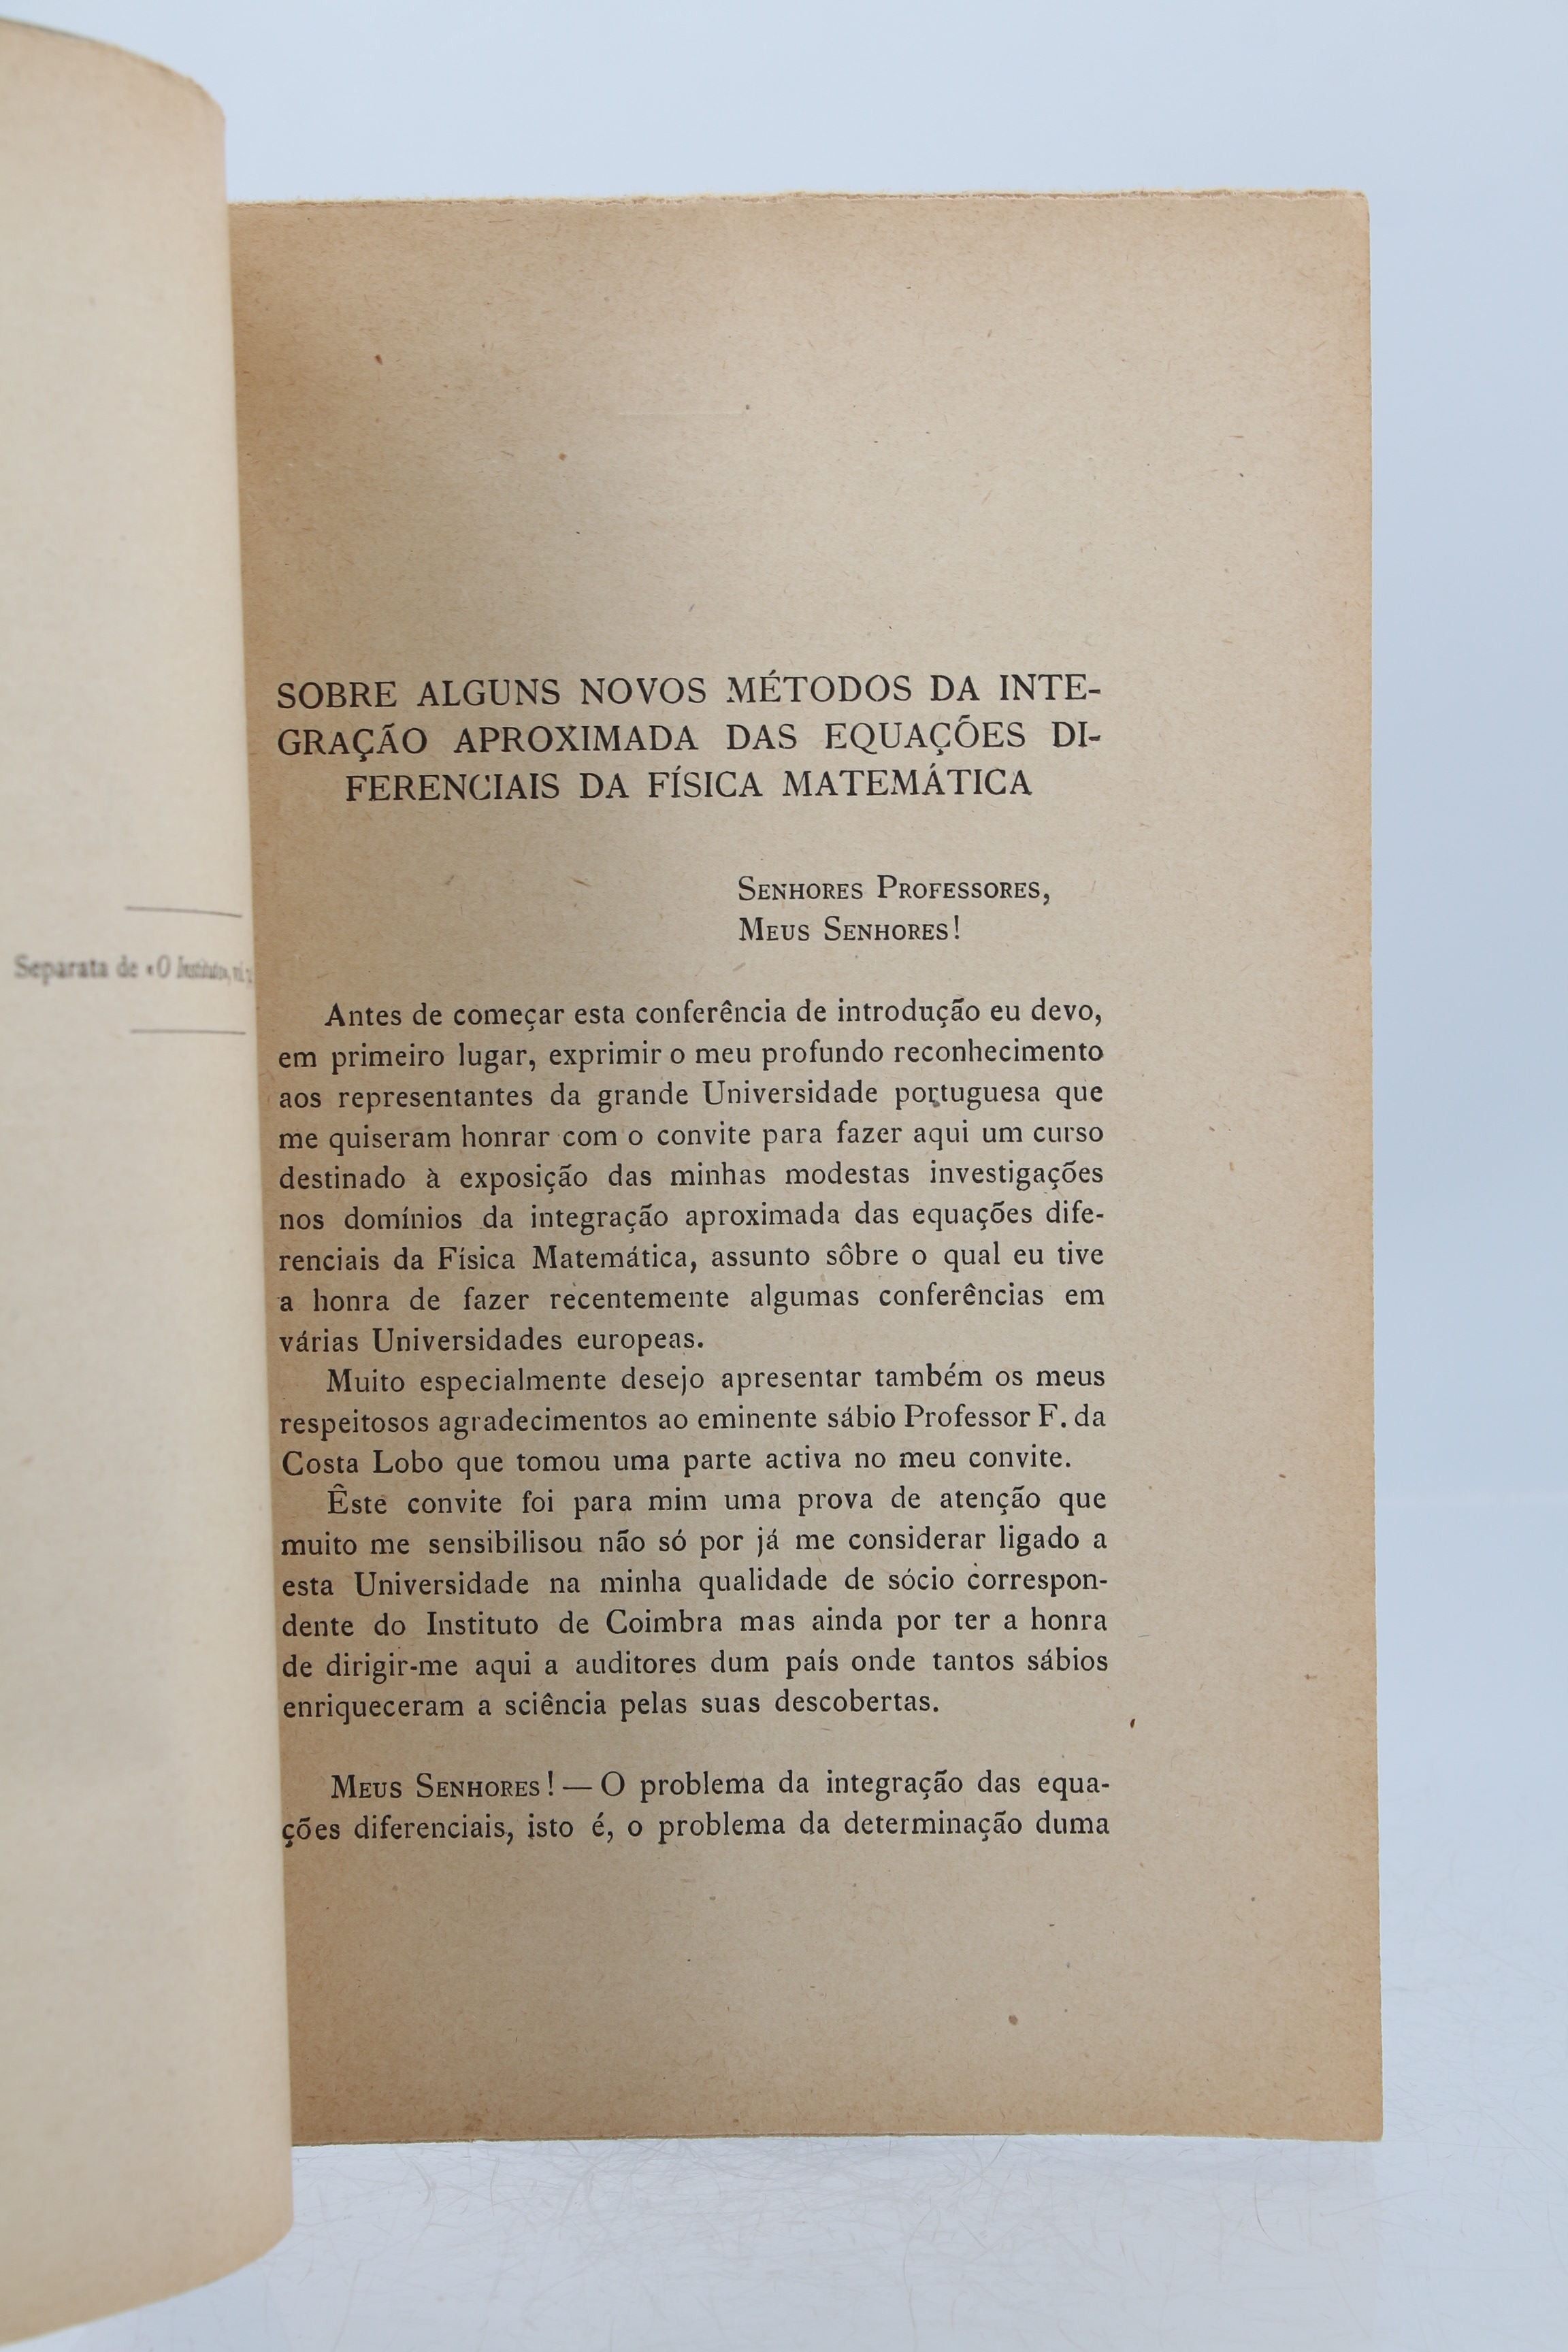 Separata de «O Instituto», vol.
SOBRE ALGUNS NOVOS MÉTODOS DA INTE-
GRAÇÃO APROXIMADA DAS EQUAÇÕES DI-
FERENCIAIS DA FÍSICA MATEMÁTICA
SENHORES PROFESSORES,
MEUS SENHORES!
Antes de começar esta conferência de introdução eu devo,
em primeiro lugar, exprimir o meu profundo reconhecimento
aos representantes da grande Universidade portuguesa que
me quiseram honrar com o convite para fazer aqui um curso
destinado à exposição das minhas modestas investigações
nos domínios da integração aproximada das equações dife-
renciais da Física Matemática, assunto sôbre o qual eu tive
a honra de fazer recentemente algumas conferências em
várias Universidades europeas.
Muito especialmente desejo apresentar também os meus
respeitosos agradecimentos ao eminente sábio Professor F. da
Costa Lobo que tomou uma parte activa no meu convite.
Êste convite foi para mim uma prova de atenção que
muito me sensibilisou não só por já me considerar ligado a
esta Universidade na minha qualidade de sócio correspon-
dente do Instituto de Coimbra mas ainda por ter a honra
de dirigir-me aqui a auditores dum país onde tantos sábios
enriqueceram a sciência pelas suas descobertas.
MEUS SENHORES! — O problema da integração das equa-
ções diferenciais, isto é, o problema da determinação duma